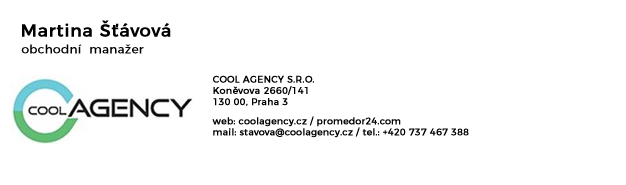 Martina Šťávová
obchodní manažer
COOL AGENCY
COOL AGENCY S.R.O.
Koněvova 2660/141
130 00, Praha 3
web: coolagency.cz / promedor24.com
mail: stavova@coolagency.cz / tel.: +420 737 467 388